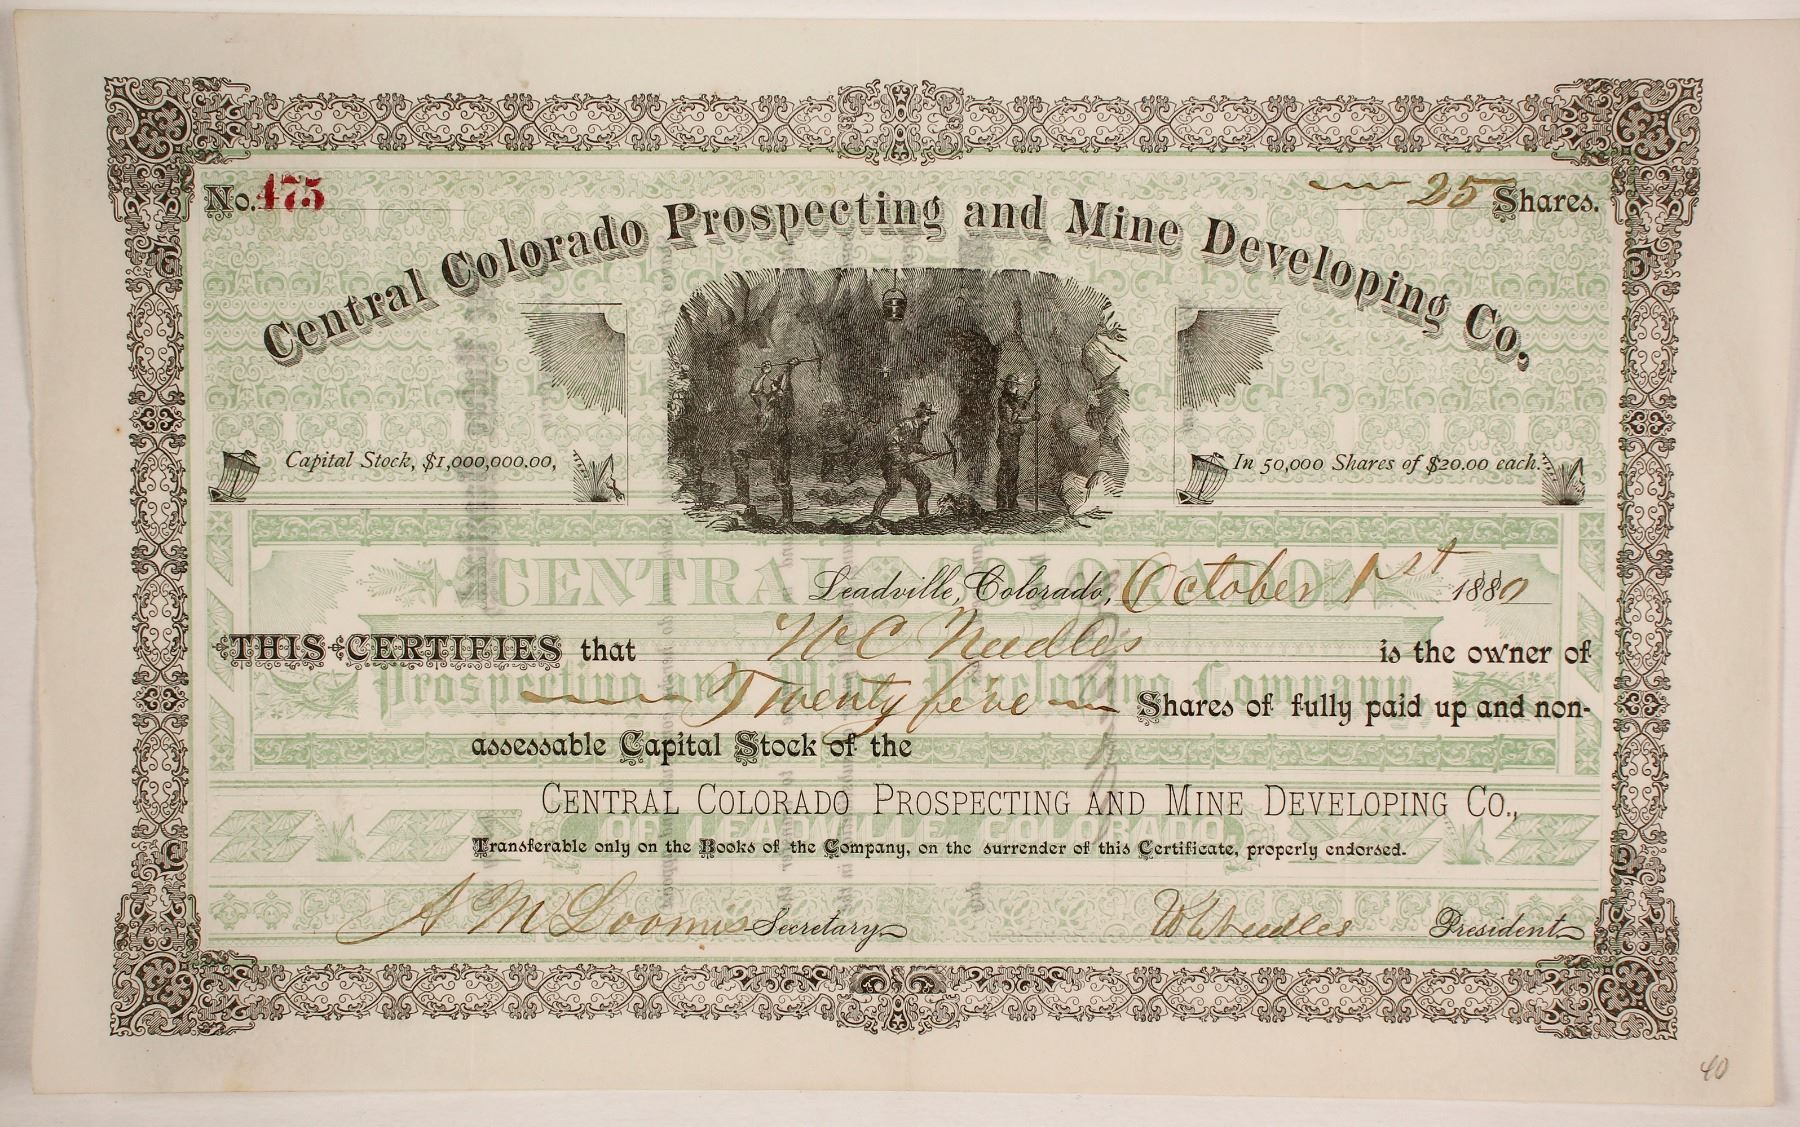 No. 475
25 Shares.
Central Colorado Prospecting and Mine Developing Co,
Capital Stock, $1,000,000.00,
In 50,000 Shares of $20.00 each.
CENTRAL COLORADO
Leadville, Colorado, October 1st 1880
THIS CERTIFIES that W C Needles is the owner of
Prospecting and Mine Developing Company
Twenty five Shares of fully paid up and non-
assessable Capital Stock of the
CENTRAL COLORADO PROSPECTING AND MINE DEVELOPING CO.,
OF LEADVILLE, COLORADO,
Transferable only on the Books of the Company, on the surrender of this Certificate, properly endorsed.
A M Loomis Secretary
W C Needles President
40